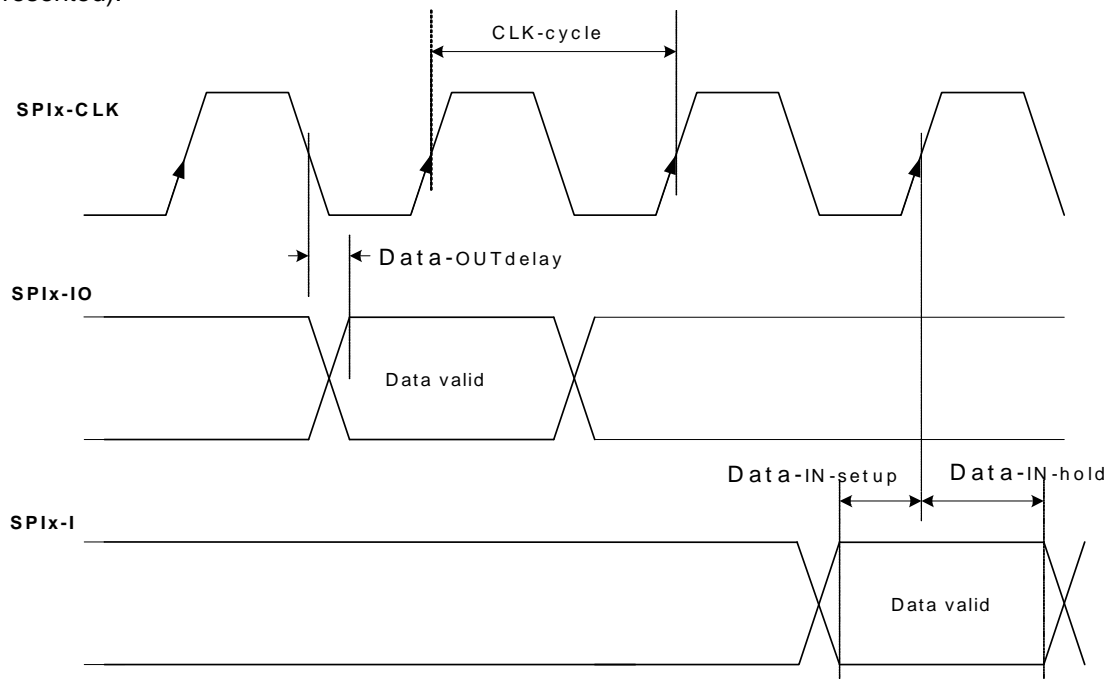 CLK-cycle
SPIx-CLK
Data-OUTdelay
SPIx-IO
Data valid
Data-IN-setup
Data-IN-hold
SPIx-I
Data valid